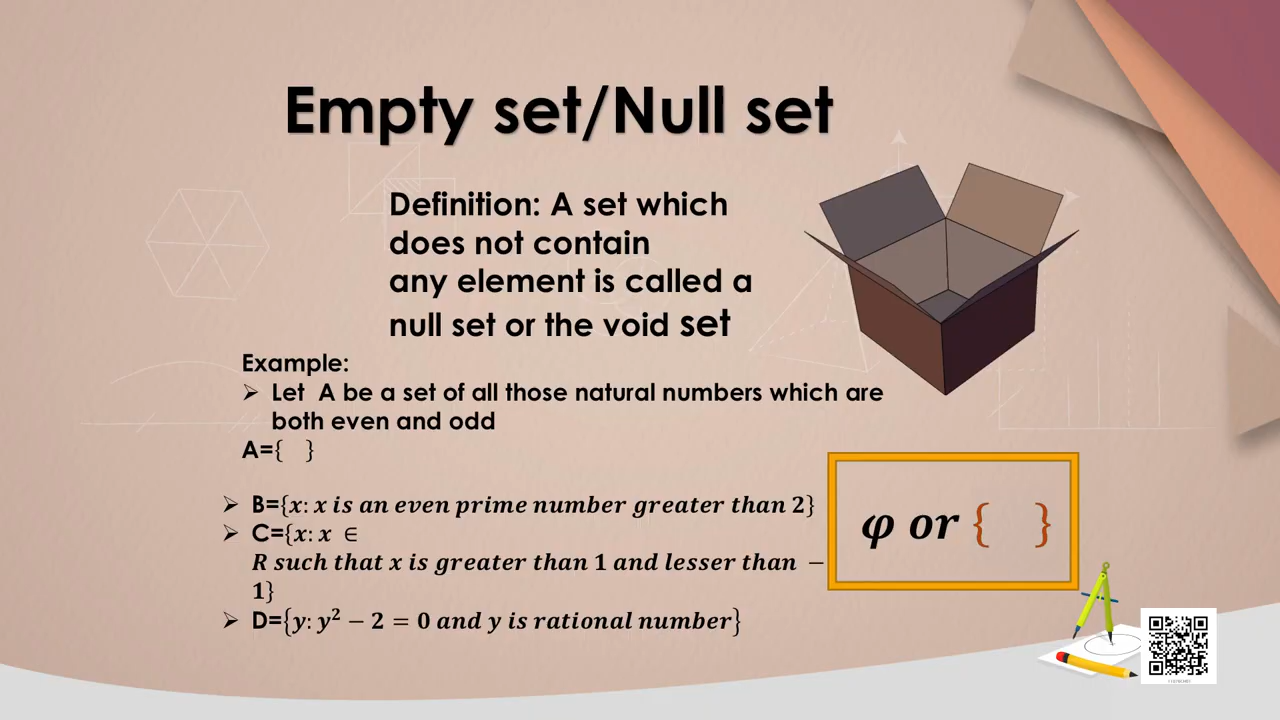 Empty set/Null set
Definition: A set which
does not contain
any element is called a
null set or the void set
Example:
➢ Let A be a set of all those natural numbers which are
both even and odd
A={ }
➢ B={x: x is an even prime number greater than 2}
➢ C={x: x ∈
R such that x is greater than 1 and lesser than −
1}
➢ D={y: y² − 2 = 0 and y is rational number}
φ or { }